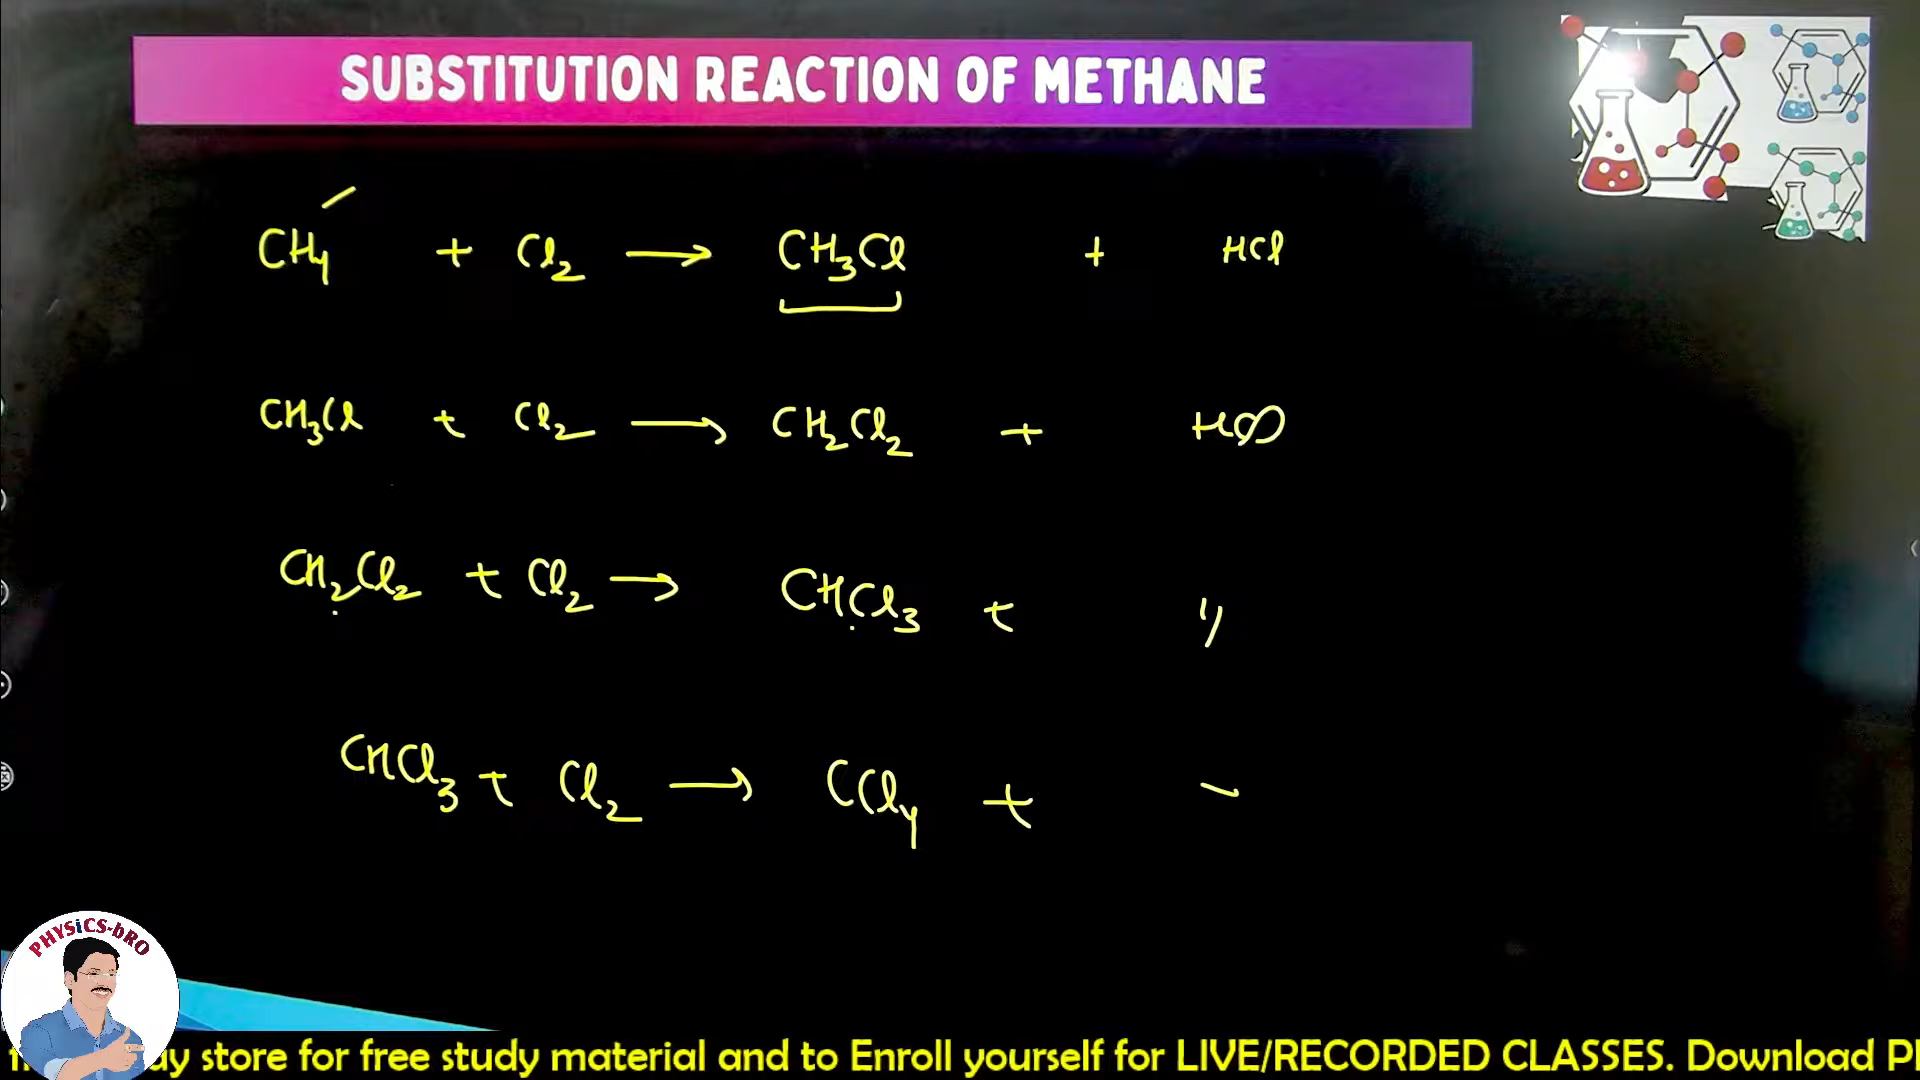 SUBSTITUTION REACTION OF METHANE
CH4 + Cl2 → CH3Cl + HCl
CH3Cl + Cl2 → CH2Cl2 + HCl
CH2Cl2 + Cl2 → CHCl3 + "
CHCl3 + Cl2 → CCl4 +
PHYSiCS-bRO
store for free study material and to Enroll yourself for LIVE/RECORDED CLASSES. Download